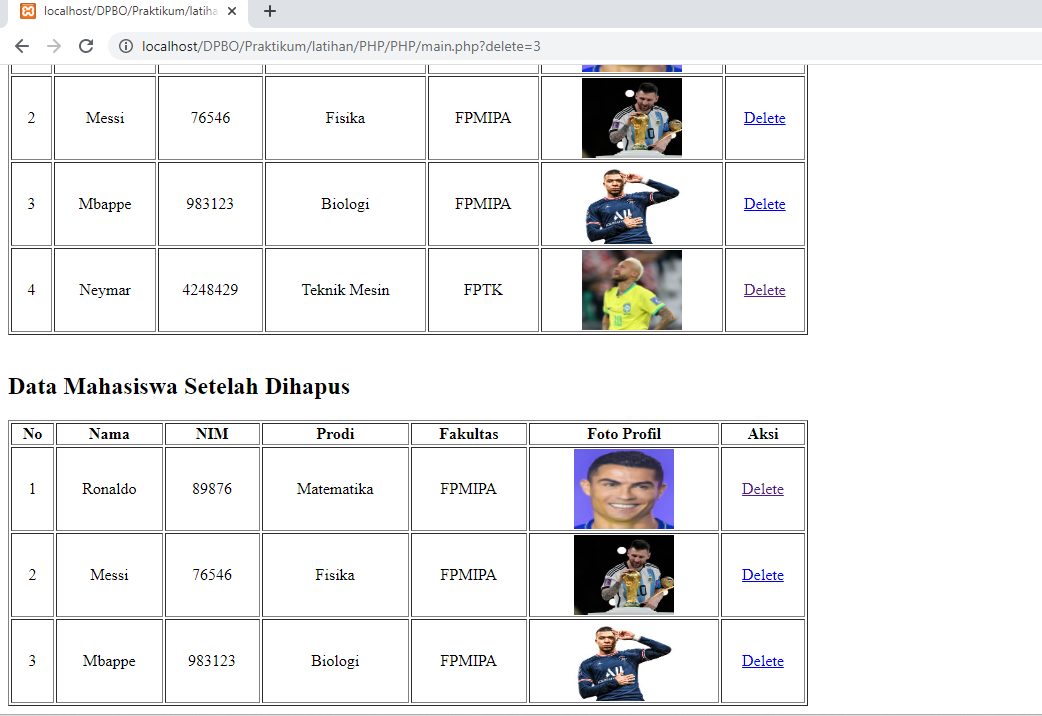 localhost/DPBO/Praktikum/latiha
localhost/DPBO/Praktikum/latihan/PHP/PHP/main.php?delete=3
2 Messi 76546 Fisika FPMIPA Delete
3 Mbappe 983123 Biologi FPMIPA Delete
4 Neymar 4248429 Teknik Mesin FPTK Delete
Data Mahasiswa Setelah Dihapus
No Nama NIM Prodi Fakultas Foto Profil Aksi
1 Ronaldo 89876 Matematika FPMIPA Delete
2 Messi 76546 Fisika FPMIPA Delete
3 Mbappe 983123 Biologi FPMIPA Delete